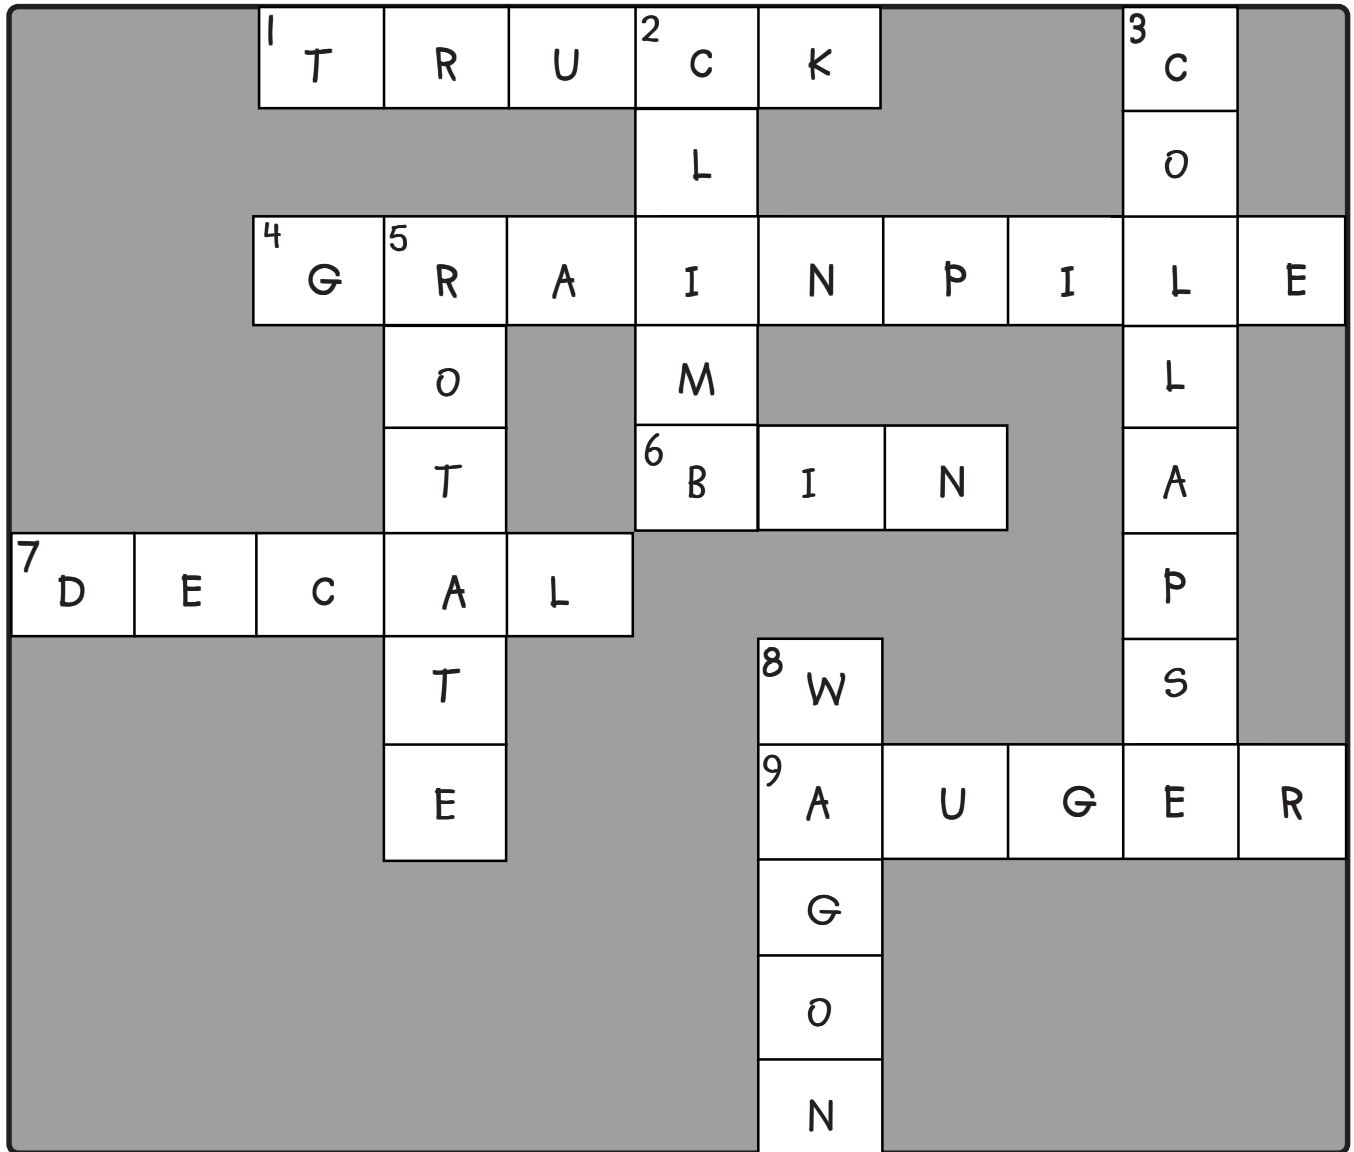 1 T R U 2 C K 3 C
L O
4 G 5 R A I N P I L E
O M L
T 6 B I N A
7 D E C A L P
T 8 W S
E 9 A U G E R
G
O
N